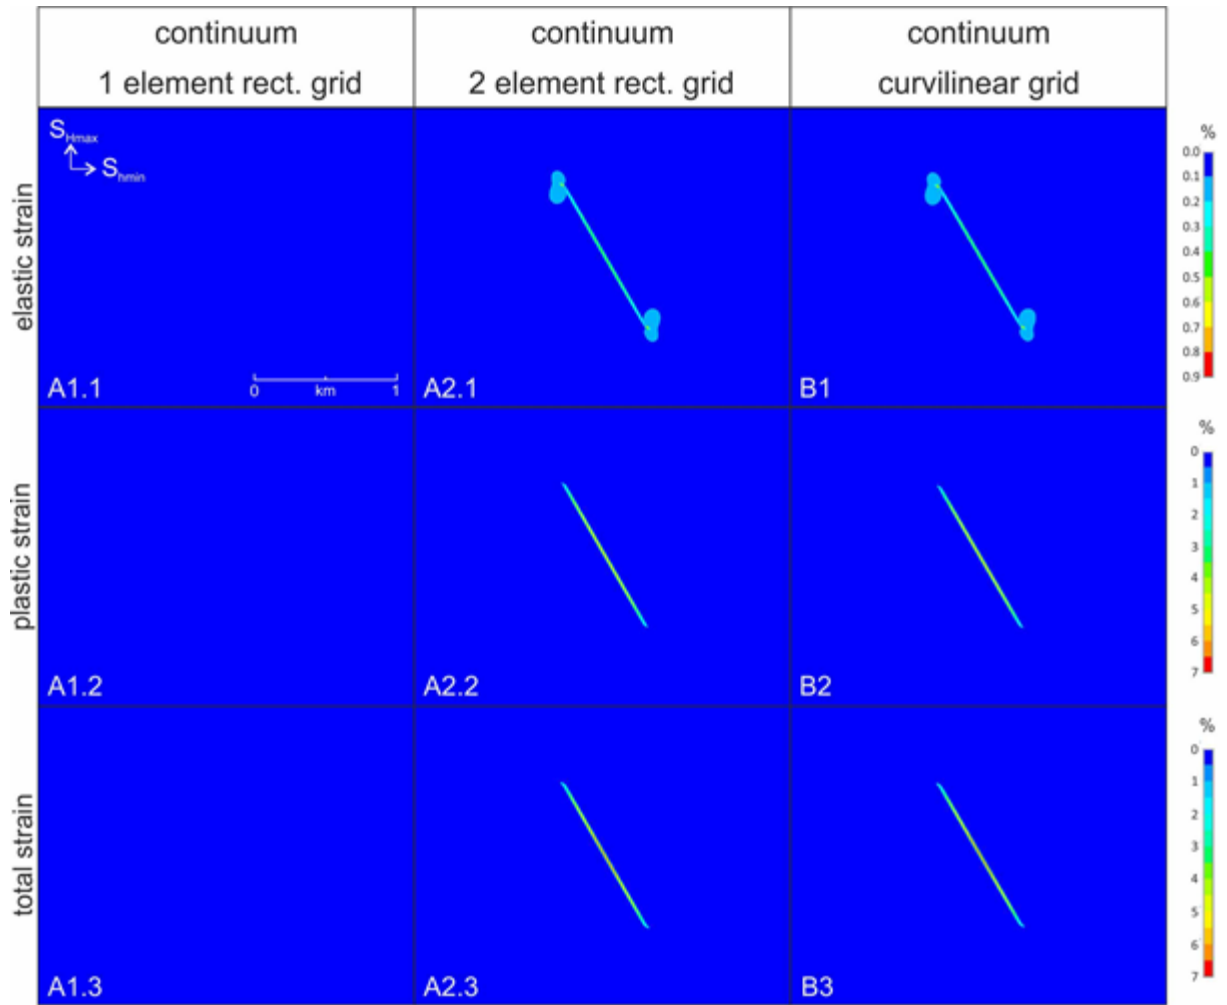 continuum
1 element rect. grid
continuum
2 element rect. grid
continuum
curvilinear grid
elastic strain
SHmax
Shmin
A1.1
0 km 1
A2.1
B1
%
0.0
0.1
0.2
0.3
0.4
0.5
0.6
0.7
0.8
0.9
plastic strain
A1.2
A2.2
B2
%
0
1
2
3
4
5
6
7
total strain
A1.3
A2.3
B3
%
0
1
2
3
4
5
6
7